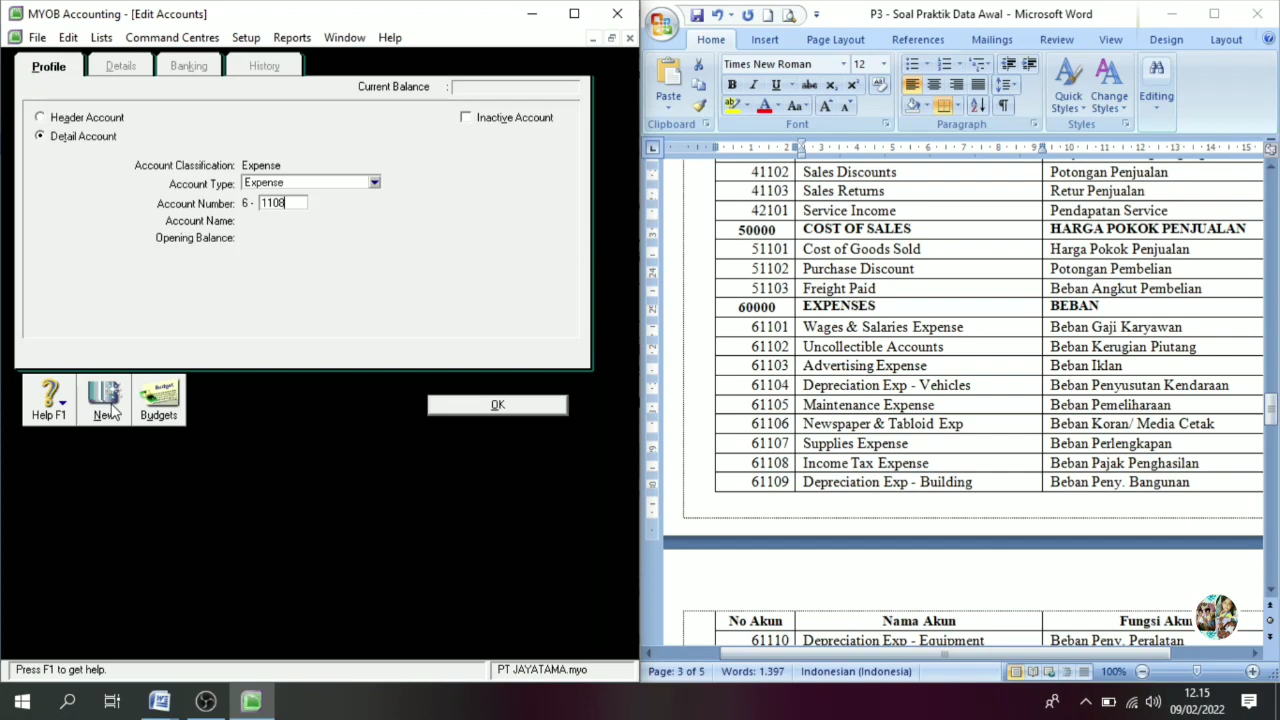 MYOB Accounting - [Edit Accounts]
File Edit Lists Command Centres Setup Reports Window Help
Profile Details Banking History
Current Balance :
Header Account
Inactive Account
Detail Account
Account Classification: Expense
Account Type: Expense
Account Number: 6 - 1108
Account Name:
Opening Balance:
Help F1 New Budgets
Budget
OK
Press F1 to get help.
PT JAYATAMA.myo
P3 - Soal Praktik Data Awal - Microsoft Word
Home Insert Page Layout References Mailings Review View Design Layout
Times New Roman 12
Paste
Quick Styles
Change Styles
Editing
Clipboard Font Paragraph Styles
41102 Sales Discounts Potongan Penjualan
41103 Sales Returns Retur Penjualan
42101 Service Income Pendapatan Service
50000 COST OF SALES HARGA POKOK PENJUALAN
51101 Cost of Goods Sold Harga Pokok Penjualan
51102 Purchase Discount Potongan Pembelian
51103 Freight Paid Beban Angkut Pembelian
60000 EXPENSES BEBAN
61101 Wages & Salaries Expense Beban Gaji Karyawan
61102 Uncollectible Accounts Beban Kerugian Piutang
61103 Advertising Expense Beban Iklan
61104 Depreciation Exp - Vehicles Beban Penyusutan Kendaraan
61105 Maintenance Expense Beban Pemeliharaan
61106 Newspaper & Tabloid Exp Beban Koran/ Media Cetak
61107 Supplies Expense Beban Perlengkapan
61108 Income Tax Expense Beban Pajak Penghasilan
61109 Depreciation Exp - Building Beban Peny. Bangunan
No Akun Nama Akun Fungsi Akun
61110 Depreciation Exp - Equipment Beban Peny. Peralatan
Page: 3 of 5 Words: 1.397 Indonesian (Indonesia) 100%
12.15
09/02/2022